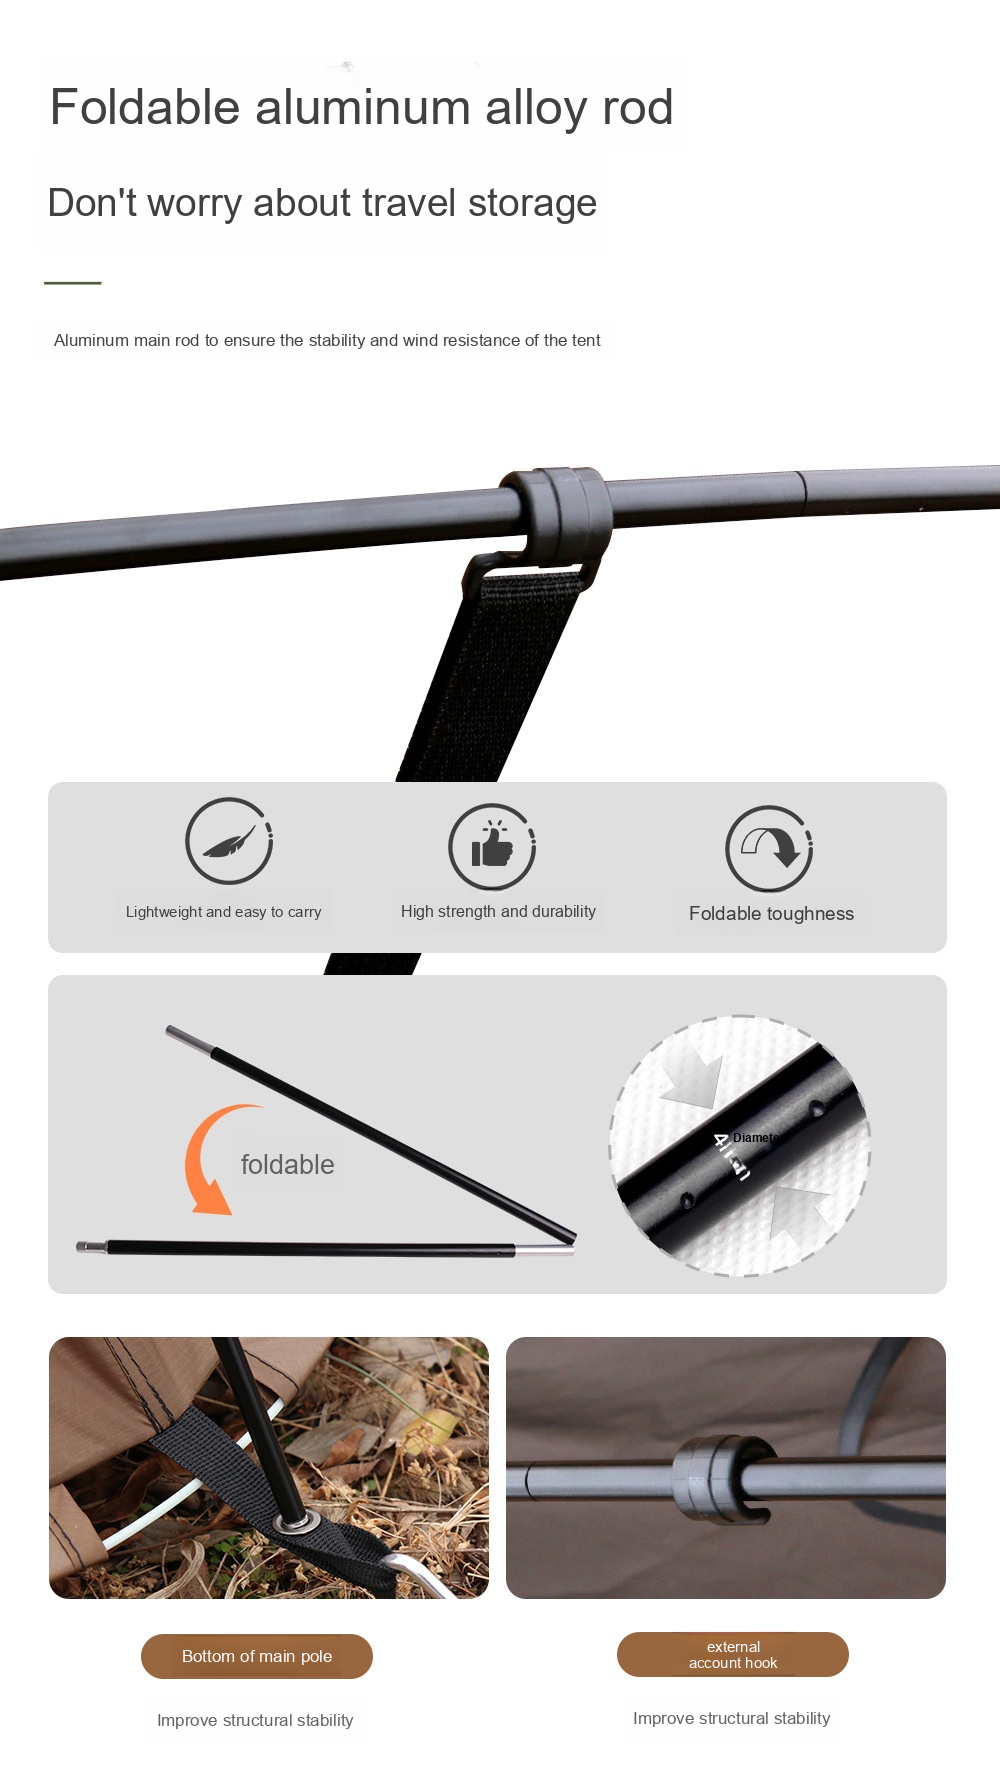 Foldable aluminum alloy rod
Don't worry about travel storage
Aluminum main rod to ensure the stability and wind resistance of the tent
Lightweight and easy to carry
High strength and durability
Foldable toughness
foldable
Bottom of main pole
external
account hook
Improve structural stability
Improve structural stability